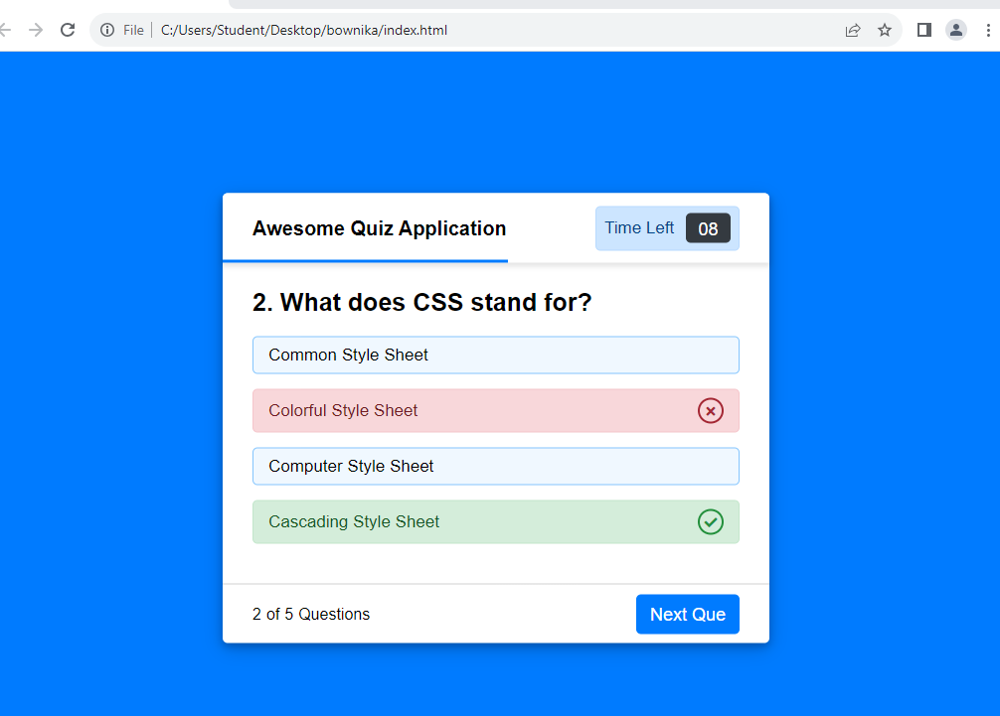 File C:/Users/Student/Desktop/bownika/index.html
Awesome Quiz Application
Time Left 08
2. What does CSS stand for?
Common Style Sheet
Colorful Style Sheet
Computer Style Sheet
Cascading Style Sheet
2 of 5 Questions
Next Que